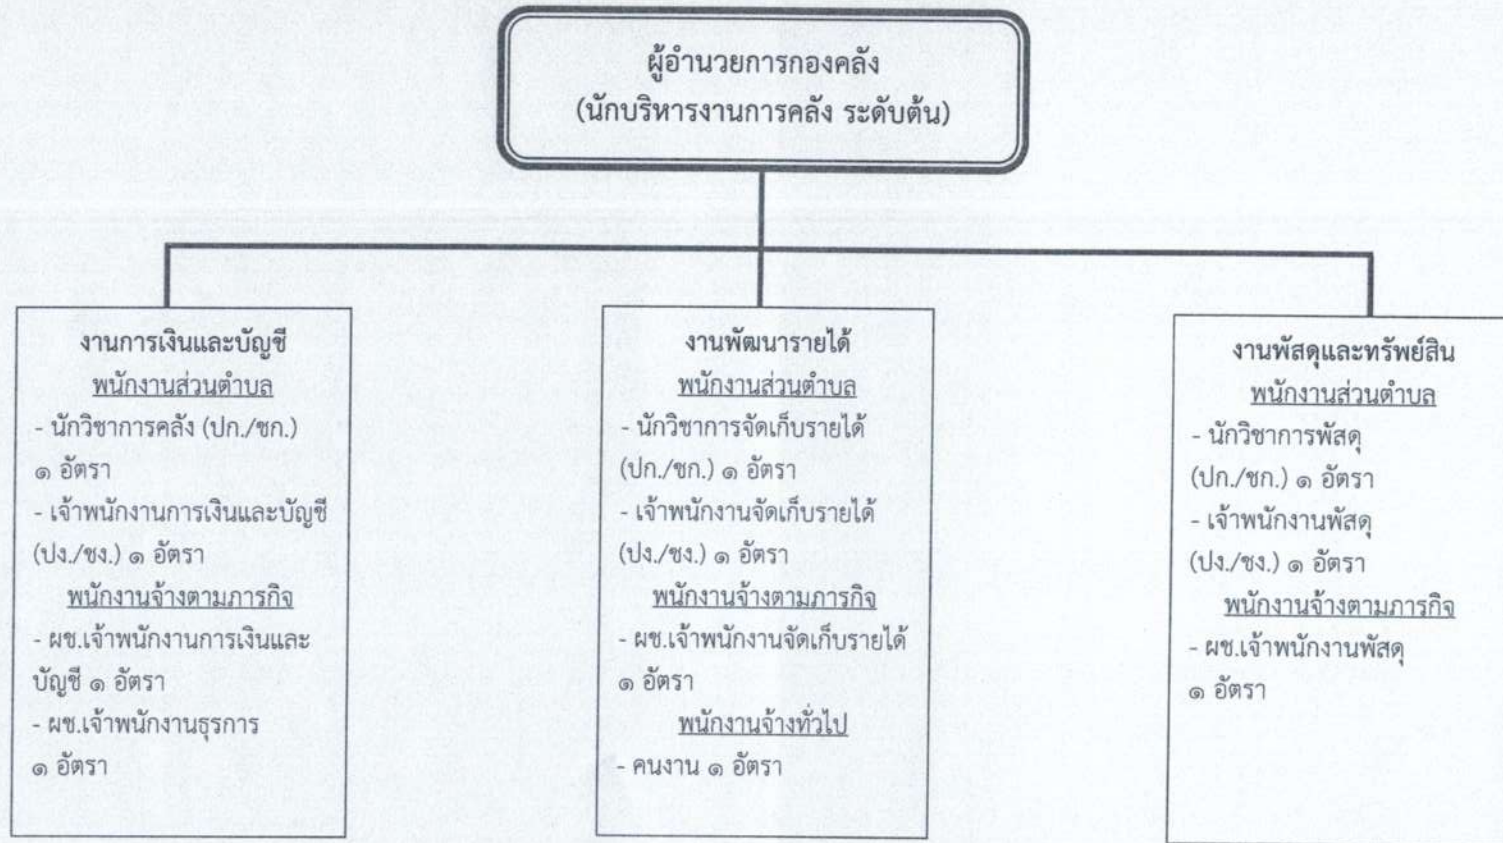 ผู้อำนวยการกองคลัง
(นักบริหารงานการคลัง ระดับต้น)
งานการเงินและบัญชี
พนักงานส่วนตำบล
- นักวิชาการคลัง (ปก./ชก.)
๑ อัตรา
- เจ้าพนักงานการเงินและบัญชี
(ปง./ชง.) ๑ อัตรา
พนักงานจ้างตามภารกิจ
- ผช.เจ้าพนักงานการเงินและ
บัญชี ๑ อัตรา
- ผช.เจ้าพนักงานธุรการ
๑ อัตรา
งานพัฒนารายได้
พนักงานส่วนตำบล
- นักวิชาการจัดเก็บรายได้
(ปก./ชก.) ๑ อัตรา
- เจ้าพนักงานจัดเก็บรายได้
(ปง./ชง.) ๑ อัตรา
พนักงานจ้างตามภารกิจ
- ผช.เจ้าพนักงานจัดเก็บรายได้
๑ อัตรา
พนักงานจ้างทั่วไป
- คนงาน ๑ อัตรา
งานพัสดุและทรัพย์สิน
พนักงานส่วนตำบล
- นักวิชาการพัสดุ
(ปก./ชก.) ๑ อัตรา
- เจ้าพนักงานพัสดุ
(ปง./ชง.) ๑ อัตรา
พนักงานจ้างตามภารกิจ
- ผช.เจ้าพนักงานพัสดุ
๑ อัตรา